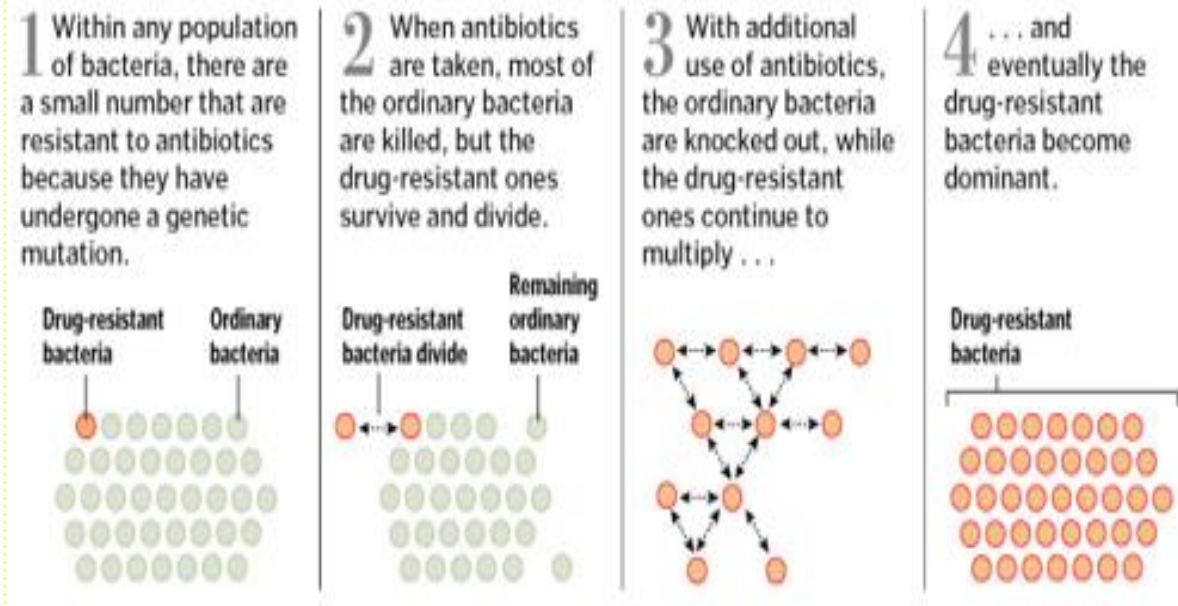 1 Within any population
of bacteria, there are
a small number that are
resistant to antibiotics
because they have
undergone a genetic
mutation.
Drug-resistant
bacteria
Ordinary
bacteria
2 When antibiotics
are taken, most of
the ordinary bacteria
are killed, but the
drug-resistant ones
survive and divide.
Drug-resistant
bacteria divide
Remaining
ordinary
bacteria
3 With additional
use of antibiotics,
the ordinary bacteria
are knocked out, while
the drug-resistant
ones continue to
multiply . . .
4 . . . and
eventually the
drug-resistant
bacteria become
dominant.
Drug-resistant
bacteria